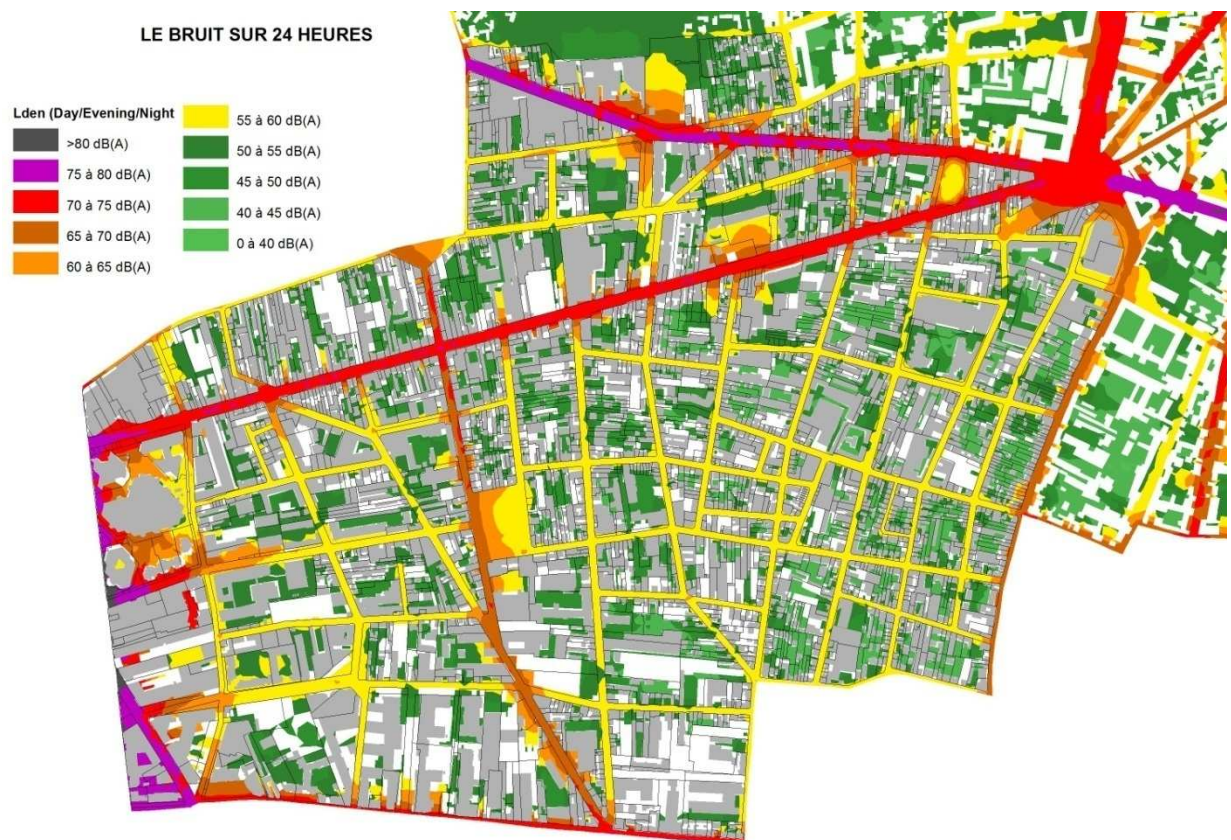 LE BRUIT SUR 24 HEURES
Lden (Day/Evening/Night
>80 dB(A)
75 à 80 dB(A)
70 à 75 dB(A)
65 à 70 dB(A)
60 à 65 dB(A)
55 à 60 dB(A)
50 à 55 dB(A)
45 à 50 dB(A)
40 à 45 dB(A)
0 à 40 dB(A)